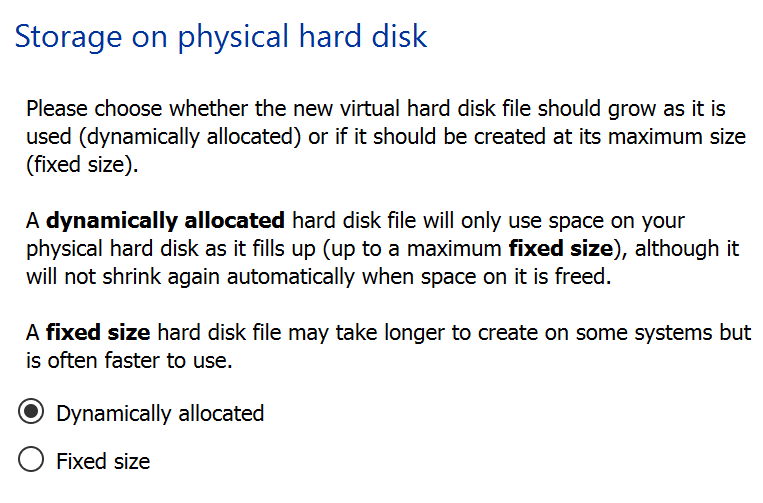 Storage on physical hard disk
Please choose whether the new virtual hard disk file should grow as it is
used (dynamically allocated) or if it should be created at its maximum size
(fixed size).
A dynamically allocated hard disk file will only use space on your
physical hard disk as it fills up (up to a maximum fixed size), although it
will not shrink again automatically when space on it is freed.
A fixed size hard disk file may take longer to create on some systems but
is often faster to use.
Dynamically allocated
Fixed size